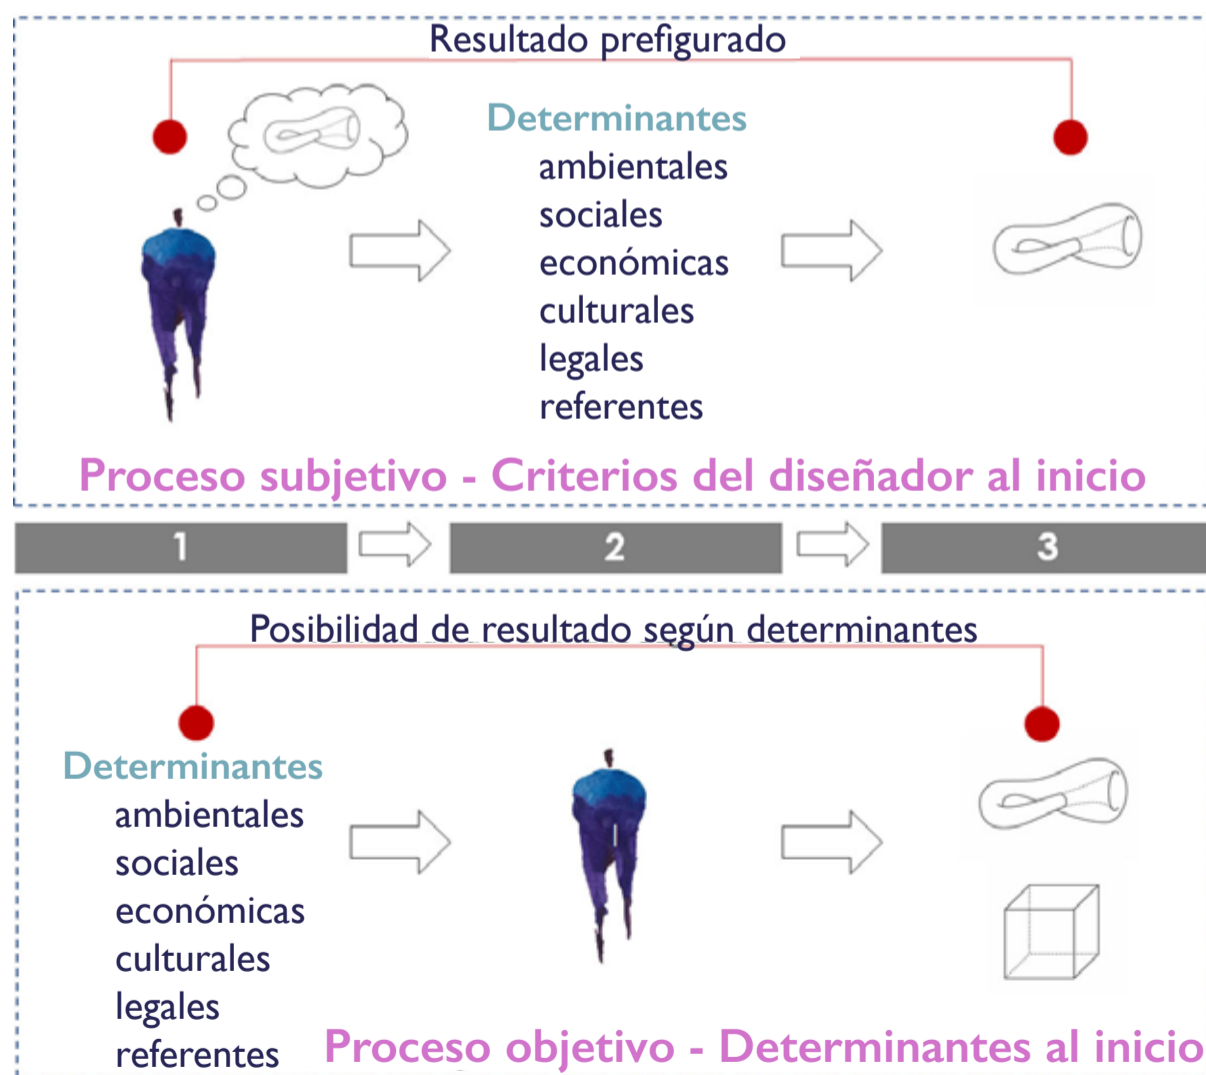 Resultado prefigurado
Determinantes
ambientales
sociales
económicas
culturales
legales
referentes
Proceso subjetivo - Criterios del diseñador al inicio
1
2
3
Posibilidad de resultado según determinantes
Determinantes
ambientales
sociales
económicas
culturales
legales
referentes
Proceso objetivo - Determinantes al inicio